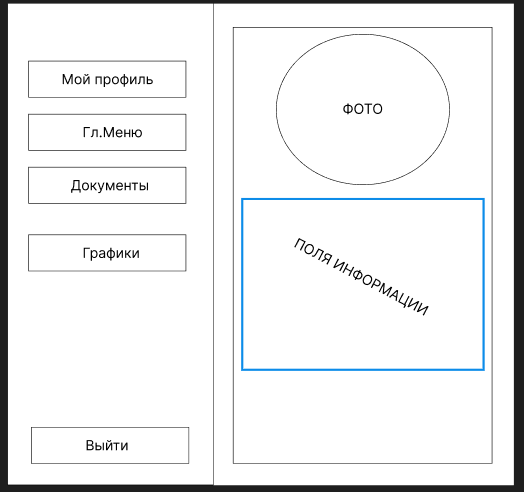 Мой профиль
Гл.Меню
Документы
Графики
Выйти
ФОТО
ПОЛЯ ИНФОРМАЦИИ